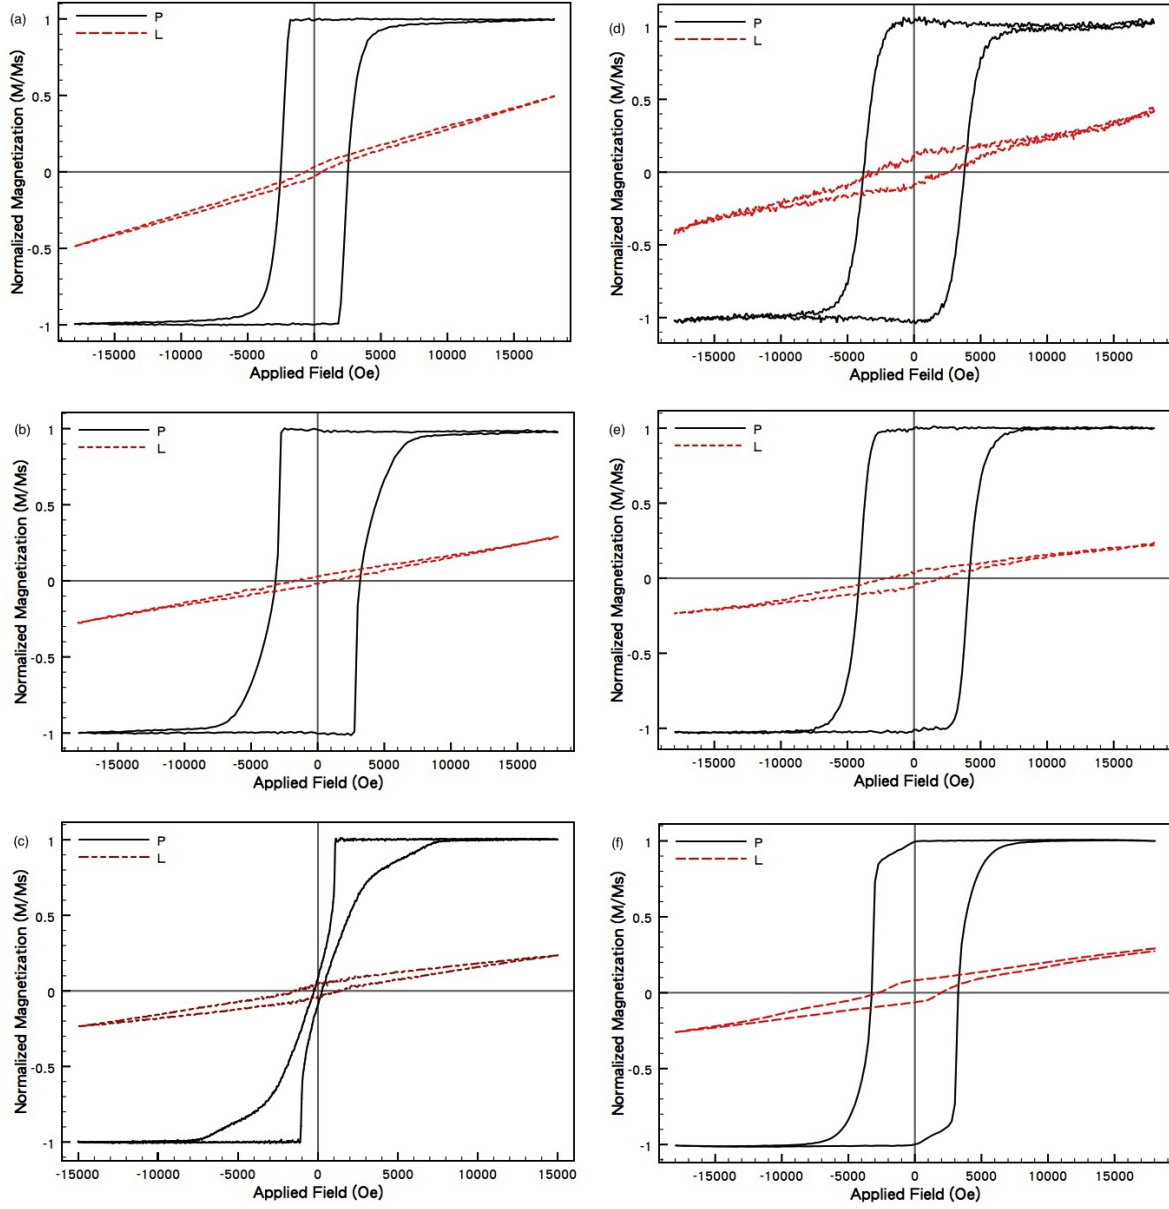 (a)
P
L
Normalized Magnetization (M/Ms)
1
0.5
0
-0.5
-1
-15000 -10000 -5000 0 5000 10000 15000
Applied Field (Oe)
(d)
P
L
Normalized Magnetization (M/Ms)
1
0.5
0
-0.5
-1
-15000 -10000 -5000 0 5000 10000 15000
Applied Feild (Oe)
(b)
P
L
Normalized Magnetization (M/Ms)
1
0.5
0
-0.5
-1
-15000 -10000 -5000 0 5000 10000 15000
Applied Field (Oe)
(e)
P
L
Normalized Magnetization (M/Ms)
1
0.5
0
-0.5
-1
-15000 -10000 -5000 0 5000 10000 15000
Aplied Field (Oe)
(c)
P
L
Normalized Magnetization (M/Ms)
1
0.5
0
-0.5
-1
-15000 -10000 -5000 0 5000 10000 15000
Applied Field (Oe)
(f)
P
L
Normalized Magnetization (M/Ms)
1
0.5
0
-0.5
-1
-15000 -10000 -5000 0 5000 10000 15000
Applied Field (Oe)